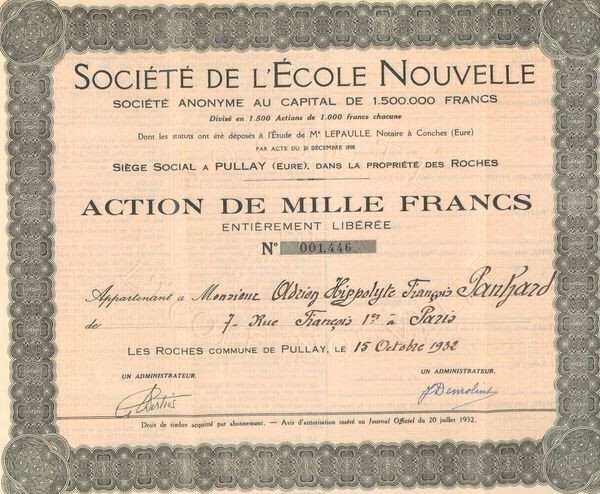 SOCIÉTÉ DE L'ÉCOLE NOUVELLE
SOCIÉTÉ ANONYME AU CAPITAL DE 1.500.000 FRANCS
Divisé en 1.500 Actions de 1.000 francs chacune
Dont les statuts ont été déposés à l'Étude de Mᵉ LEPAULLE, Notaire à Conches (Eure)
PAR ACTE DU 20 DÉCEMBRE 1898
SIÈGE SOCIAL A PULLAY (EURE), DANS LA PROPRIÉTÉ DES ROCHES
ACTION DE MILLE FRANCS
ENTIÈREMENT LIBÉRÉE
N° 001,446
Appartenant à Monsieur Adrien Hippolyte François Panhard
de 7- Rue François 1er à Paris
LES ROCHES COMMUNE DE PULLAY, LE 15 Octobre 1932
UN ADMINISTRATEUR. UN ADMINISTRATEUR.
G Bertier JDemolins
Droit de timbre acquitté par abonnement. — Avis d'autorisation inséré au Journal Officiel du 20 juillet 1932.